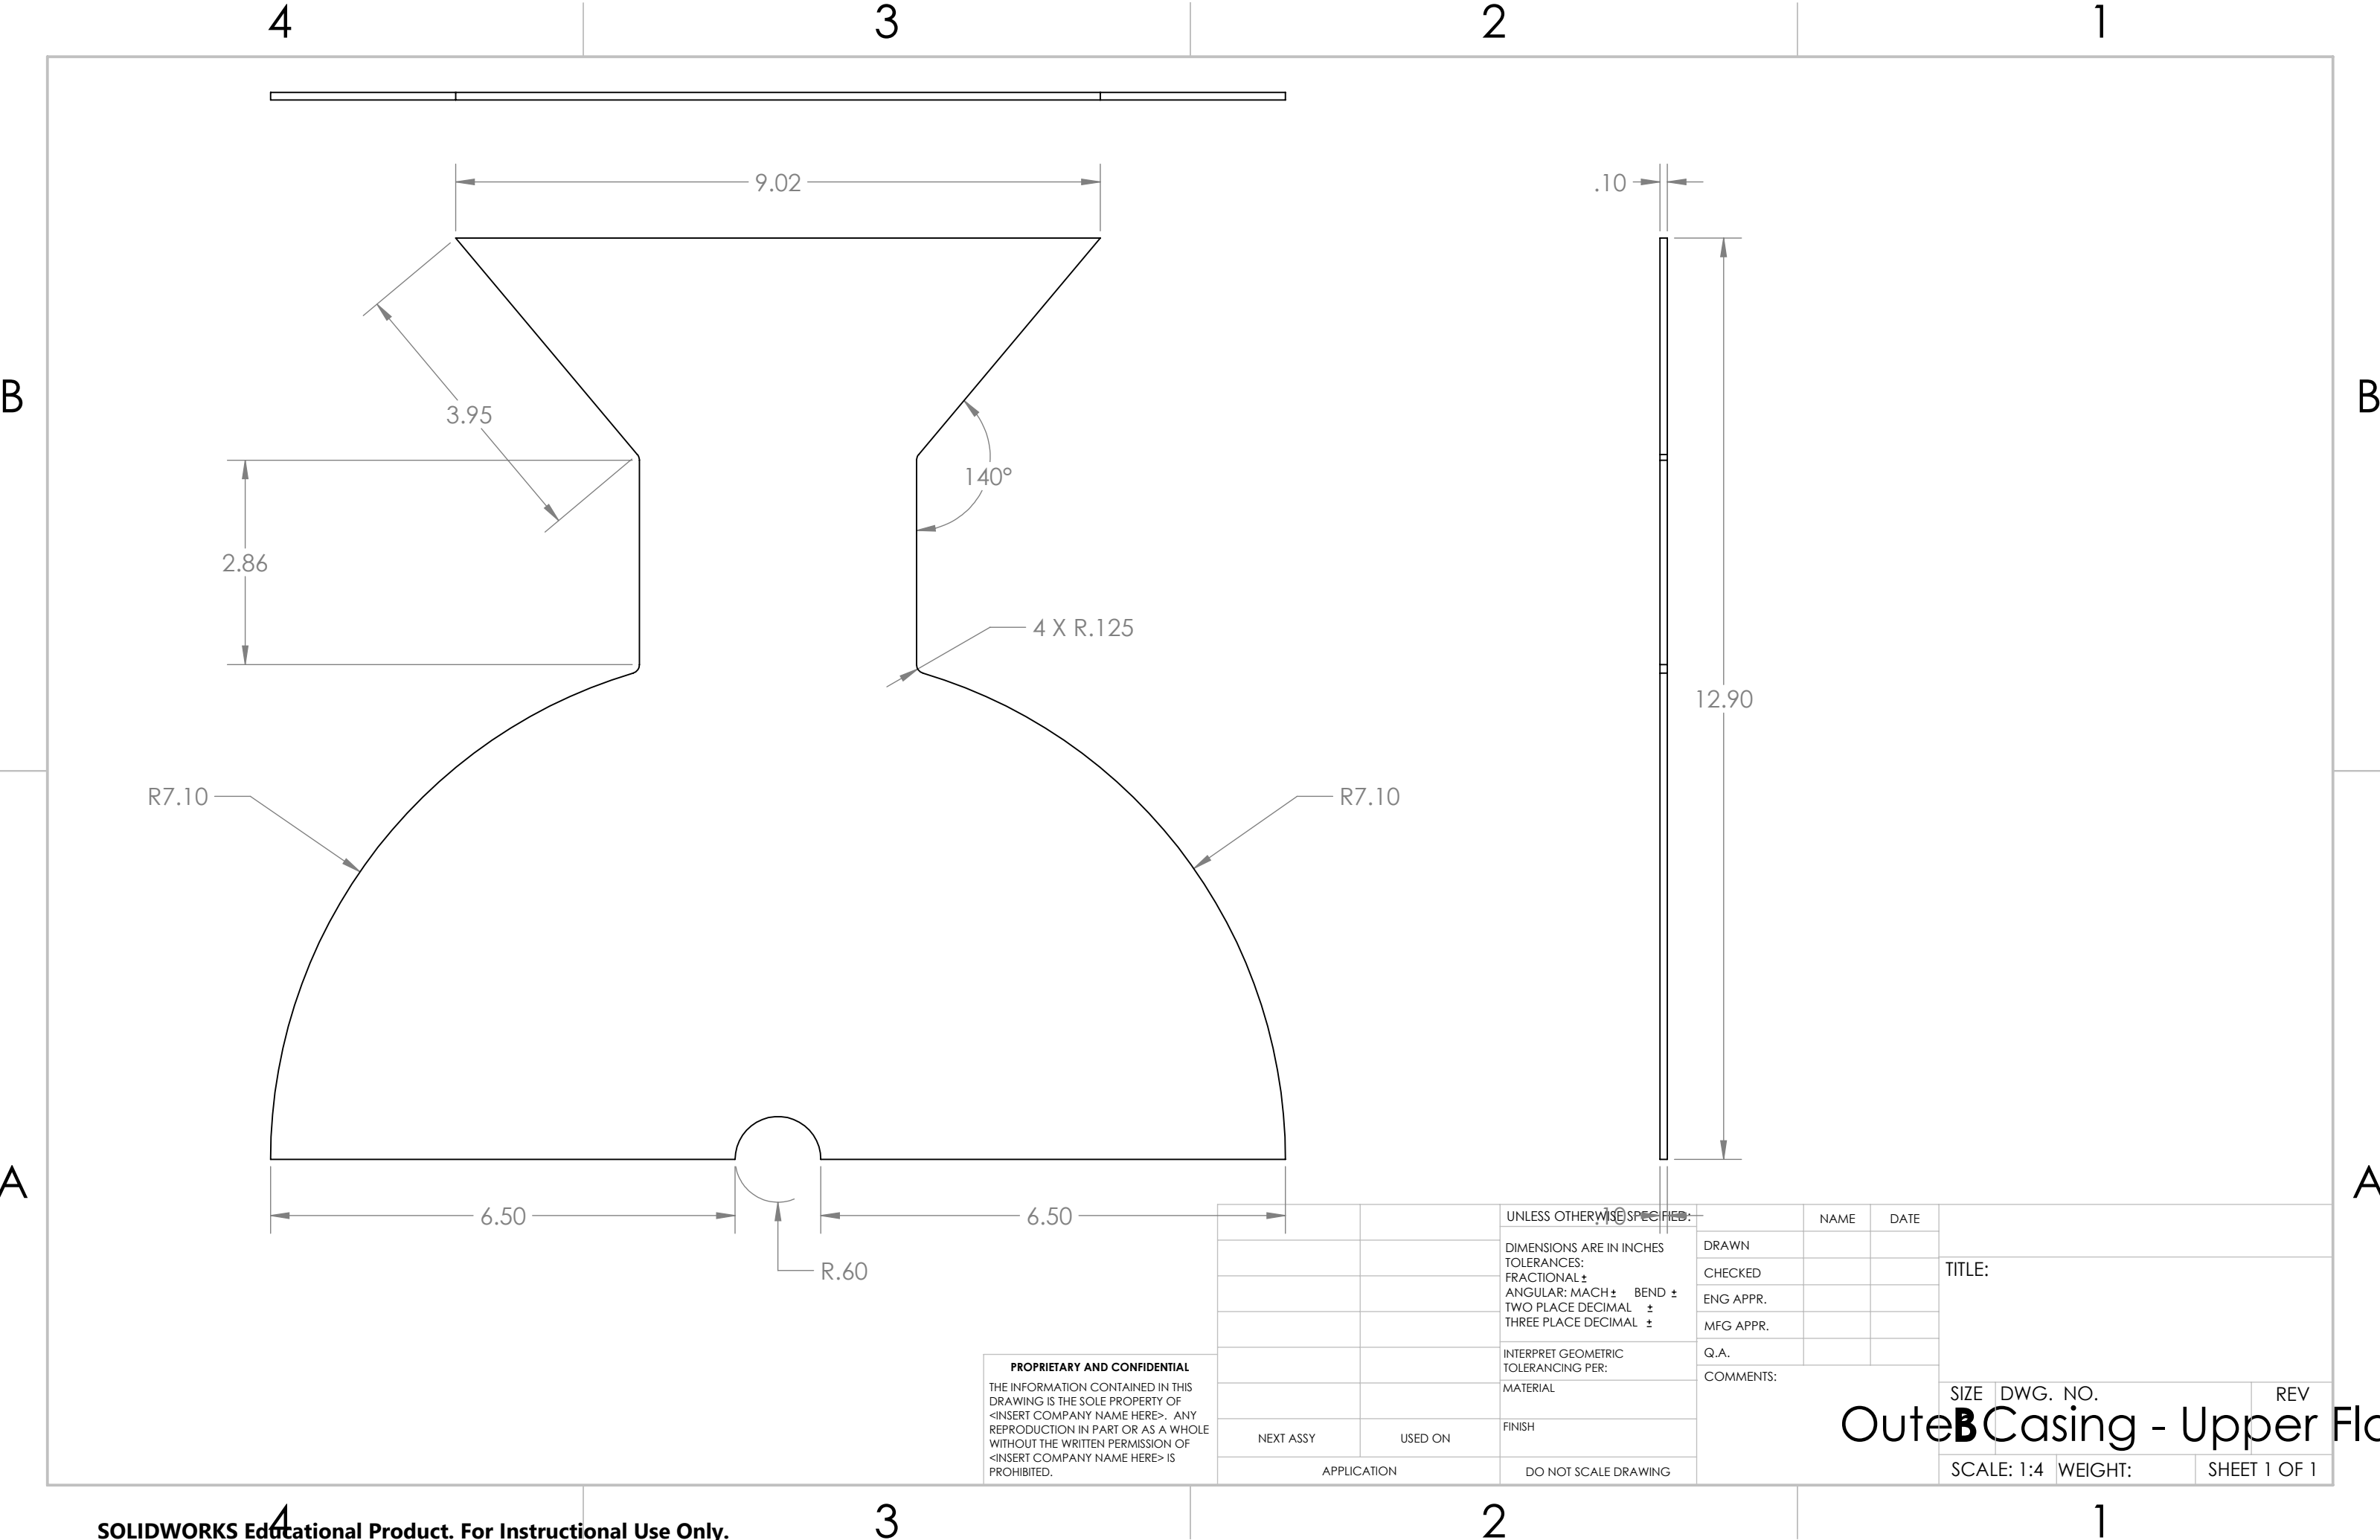 4 3 2 1
9.02
.10
B B
3.95
140°
2.86
4 X R.125
12.90
R7.10 R7.10
A A
6.50 6.50
R.60
.10
UNLESS OTHERWISE SPECIFIED:
DIMENSIONS ARE IN INCHES
TOLERANCES:
FRACTIONAL ±
ANGULAR: MACH ± BEND ±
TWO PLACE DECIMAL ±
THREE PLACE DECIMAL ±
INTERPRET GEOMETRIC
TOLERANCING PER:
MATERIAL
FINISH
DO NOT SCALE DRAWING
NAME DATE
DRAWN
CHECKED
ENG APPR.
MFG APPR.
Q.A.
COMMENTS:
PROPRIETARY AND CONFIDENTIAL
THE INFORMATION CONTAINED IN THIS
DRAWING IS THE SOLE PROPERTY OF
<INSERT COMPANY NAME HERE>. ANY
REPRODUCTION IN PART OR AS A WHOLE
WITHOUT THE WRITTEN PERMISSION OF
<INSERT COMPANY NAME HERE> IS
PROHIBITED.
NEXT ASSY USED ON
APPLICATION
TITLE:
SIZE DWG. NO. REV
B
Outer Casing - Upper
SCALE: 1:4 WEIGHT: SHEET 1 OF 1
4 3 2 1
SOLIDWORKS Educational Product. For Instructional Use Only.